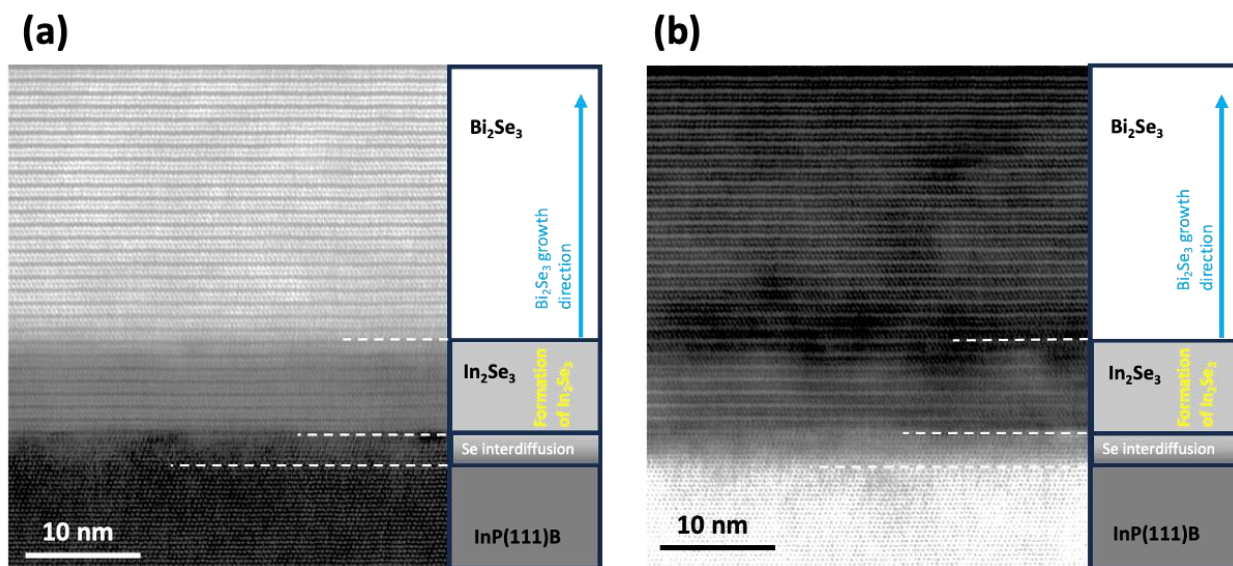 (a)
Bi₂Se₃
Bi₂Se₃ growth
direction
In₂Se₃
Formation
of In₂Se₃
Se interdiffusion
10 nm
InP(111)B
(b)
Bi₂Se₃
Bi₂Se₃ growth
direction
In₂Se₃
Formation
of In₂Se₃
Se interdiffusion
10 nm
InP(111)B